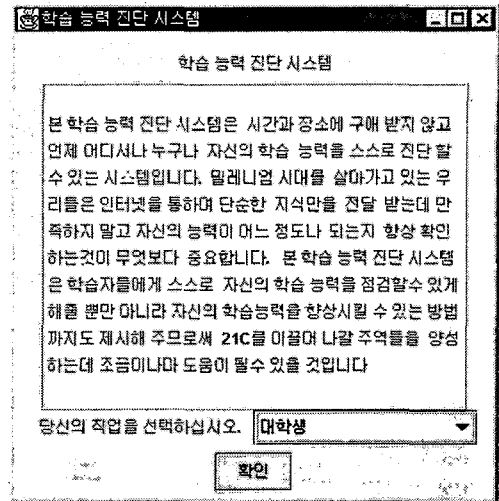 학습 능력 진단 시스템
학습 능력 진단 시스템
본 학습 능력 진단 시스템은 시간과 장소에 구애 받지 않고
언제 어디서나 누구나 자신의 학습 능력을 스스로 진단 할
수 있는 시스템입니다. 밀레니엄 시대를 살아가고 있는 우
리들은 인터넷을 통하여 단순한 지식만을 전달 받는데 만
족하지 말고 자신의 능력이 어느 정도나 되는지 항상 확인
하는것이 무엇보다 중요합니다. 본 학습 능력 진단 시스템
은 학습자들에게 스스로 자신의 학습 능력을 점검할수 있게
해줄 뿐만 아니라 자신의 학습능력을 향상시킬 수 있는 방법
까지도 제시해 주므로써 21C를 이끌어 나갈 주역들을 양성
하는데 조금이나마 도움이 될수 있을 것입니다
당신의 직업을 선택하십시오. 대학생
확인